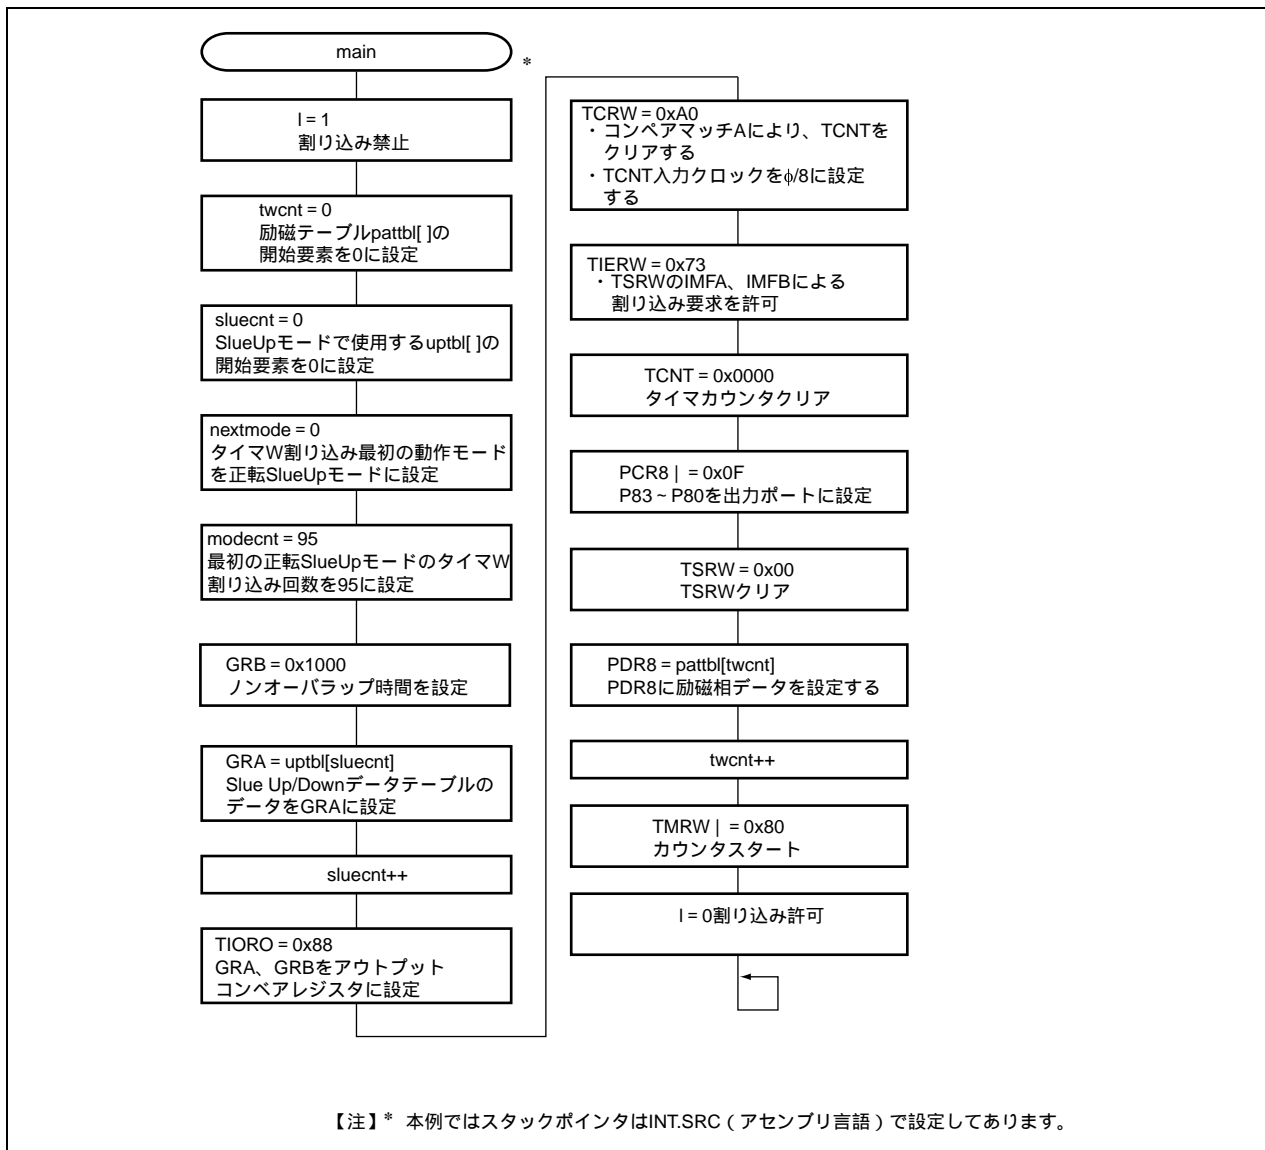 main
*
I = 1
割り込み禁止
twcnt = 0
励磁テーブルpattbl[ ]の
開始要素を0に設定
sluecnt = 0
SlueUpモードで使用するuptbl[ ]の
開始要素を0に設定
nextmode = 0
タイマW割り込み最初の動作モード
を正転SlueUpモードに設定
modecnt = 95
最初の正転SlueUpモードのタイマW
割り込み回数を95に設定
GRB = 0x1000
ノンオーバラップ時間を設定
GRA = uptbl[sluecnt]
Slue Up/Downデータテーブルの
データをGRAに設定
sluecnt++
TIORO = 0x88
GRA、GRBをアウトプット
コンペアレジスタに設定
TCRW = 0xA0
・コンペアマッチAにより、TCNTを
クリアする
・TCNT入力クロックをφ/8に設定
する
TIERW = 0x73
・TSRWのIMFA、IMFBによる
割り込み要求を許可
TCNT = 0x0000
タイマカウンタクリア
PCR8 | = 0x0F
P83~P80を出力ポートに設定
TSRW = 0x00
TSRWクリア
PDR8 = pattbl[twcnt]
PDR8に励磁相データを設定する
twcnt++
TMRW | = 0x80
カウンタスタート
I = 0割り込み許可
【注】* 本例ではスタックポインタはINT.SRC(アセンブリ言語)で設定してあります。